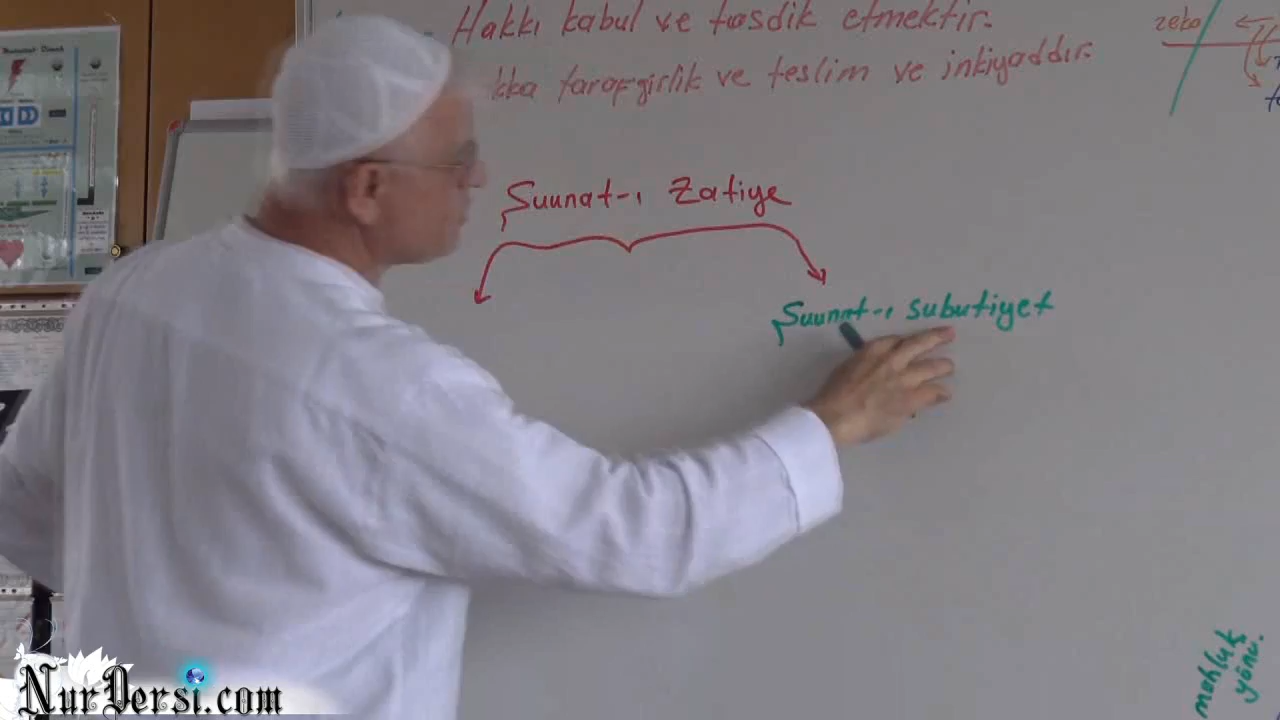 Hakkı kabul ve tasdik etmektir.
kka tarafgirlik ve teslim ve inkiyaddır.
zeka
Şuunat-ı Zatiye
Şuunat-ı subutiyet
mahluk
yönü.
NurDersi.com